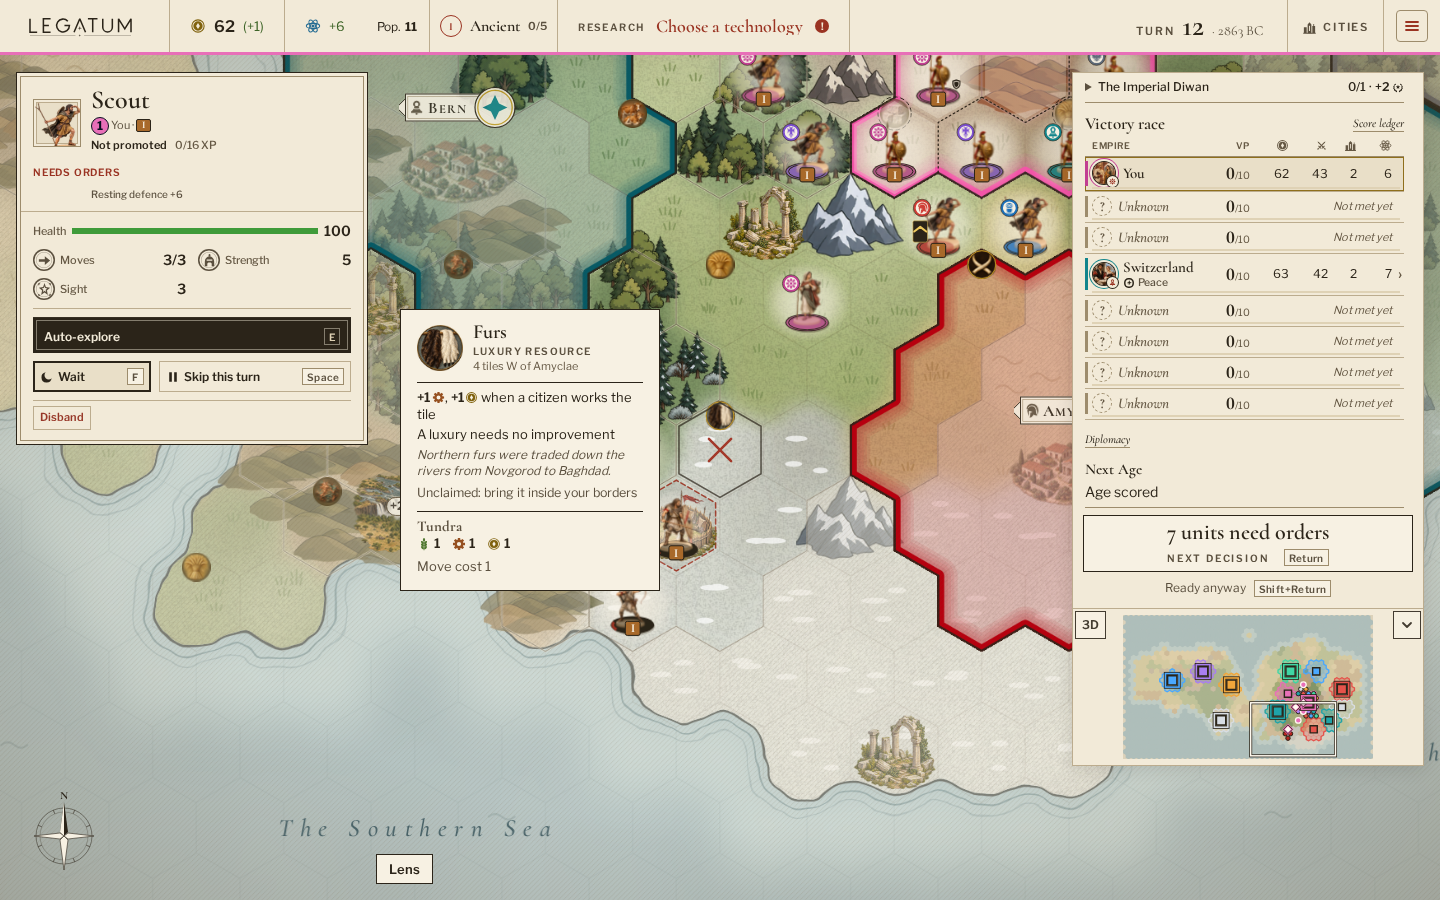 LEGATUM
62 (+1)
+6
Pop. 11
I Ancient 0/5
RESEARCH Choose a technology !
TURN 12 · 2863 BC
CITIES
Scout
1 You · I
Not promoted 0/16 XP
NEEDS ORDERS
Resting defence +6
Health 100
Moves 3/3 Strength 5
Sight 3
Auto-explore E
Wait F
Skip this turn Space
Disband
BERN
Furs
LUXURY RESOURCE
4 tiles W of Amyclae
+1, +1 when a citizen works the
tile
A luxury needs no improvement
Northern furs were traded down the
rivers from Novgorod to Baghdad.
Unclaimed: bring it inside your borders
Tundra
1 1 1
Move cost 1
+2
AMY
I
I
I
I
I
I
I
I
I
The Imperial Diwan 0/1 · +2
Victory race Score ledger
EMPIRE VP
You 0/10 62 43 2 6
? Unknown 0/10 Not met yet
? Unknown 0/10 Not met yet
Switzerland 0/10 63 42 2 7 ›
Peace
? Unknown 0/10 Not met yet
? Unknown 0/10 Not met yet
? Unknown 0/10 Not met yet
? Unknown 0/10 Not met yet
Diplomacy
Next Age
Age scored
7 units need orders
NEXT DECISION Return
Ready anyway Shift+Return
3D
N
The Southern Sea
h
Lens